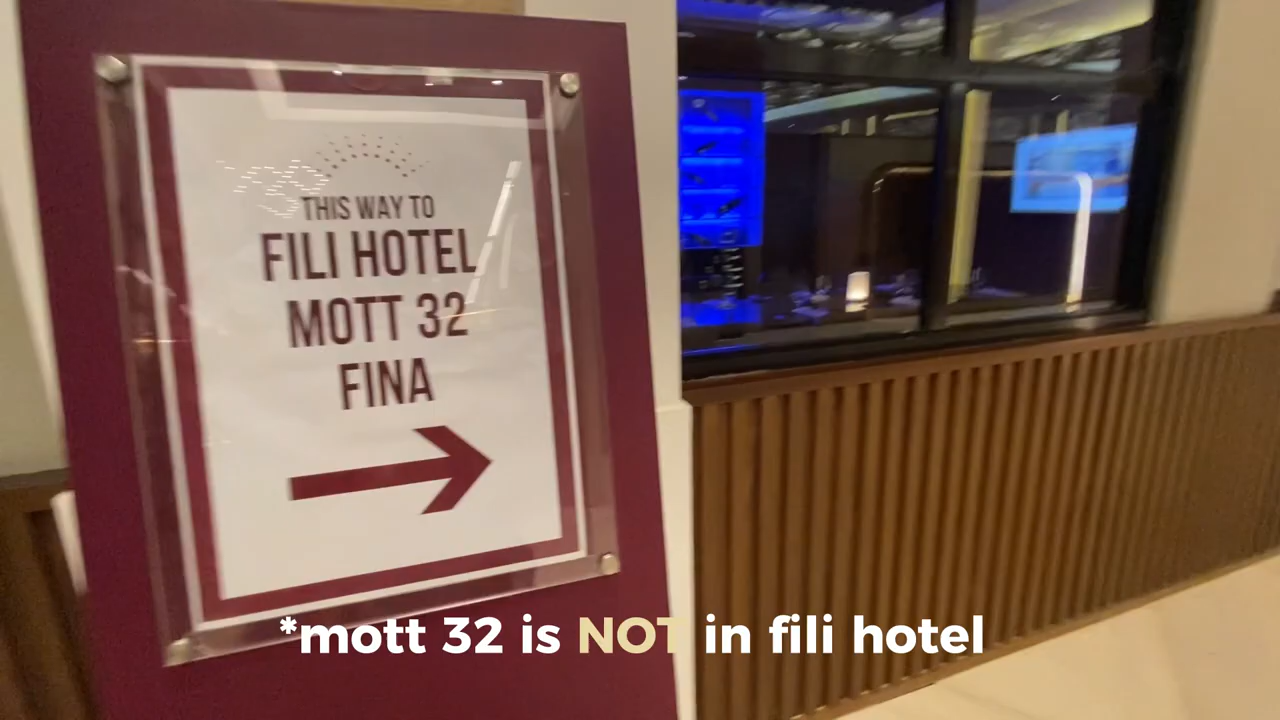 THIS WAY TO
FILI HOTEL
MOTT 32
FINA
*mott 32 is NOT in fili hotel